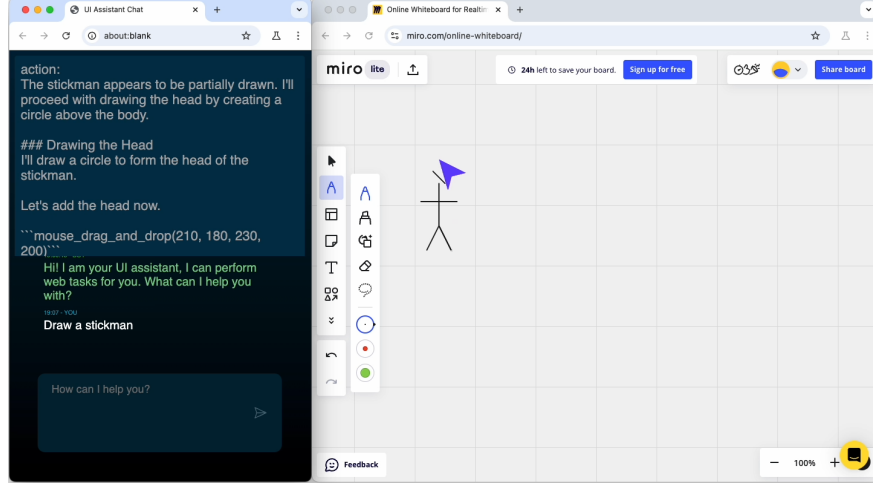 UI Assistant Chat
about:blank
action:
The stickman appears to be partially drawn. I'll
proceed with drawing the head by creating a
circle above the body.
### Drawing the Head
I'll draw a circle to form the head of the
stickman.
Let's add the head now.
```mouse_drag_and_drop(210, 180, 230,
200)```
Hi! I am your UI assistant, I can perform
web tasks for you. What can I help you
with?
19:07 - YOU
Draw a stickman
How can I help you?
Online Whiteboard for Realtim
miro.com/online-whiteboard/
miro lite
24h left to save your board.
Sign up for free
Share board
Feedback
100%